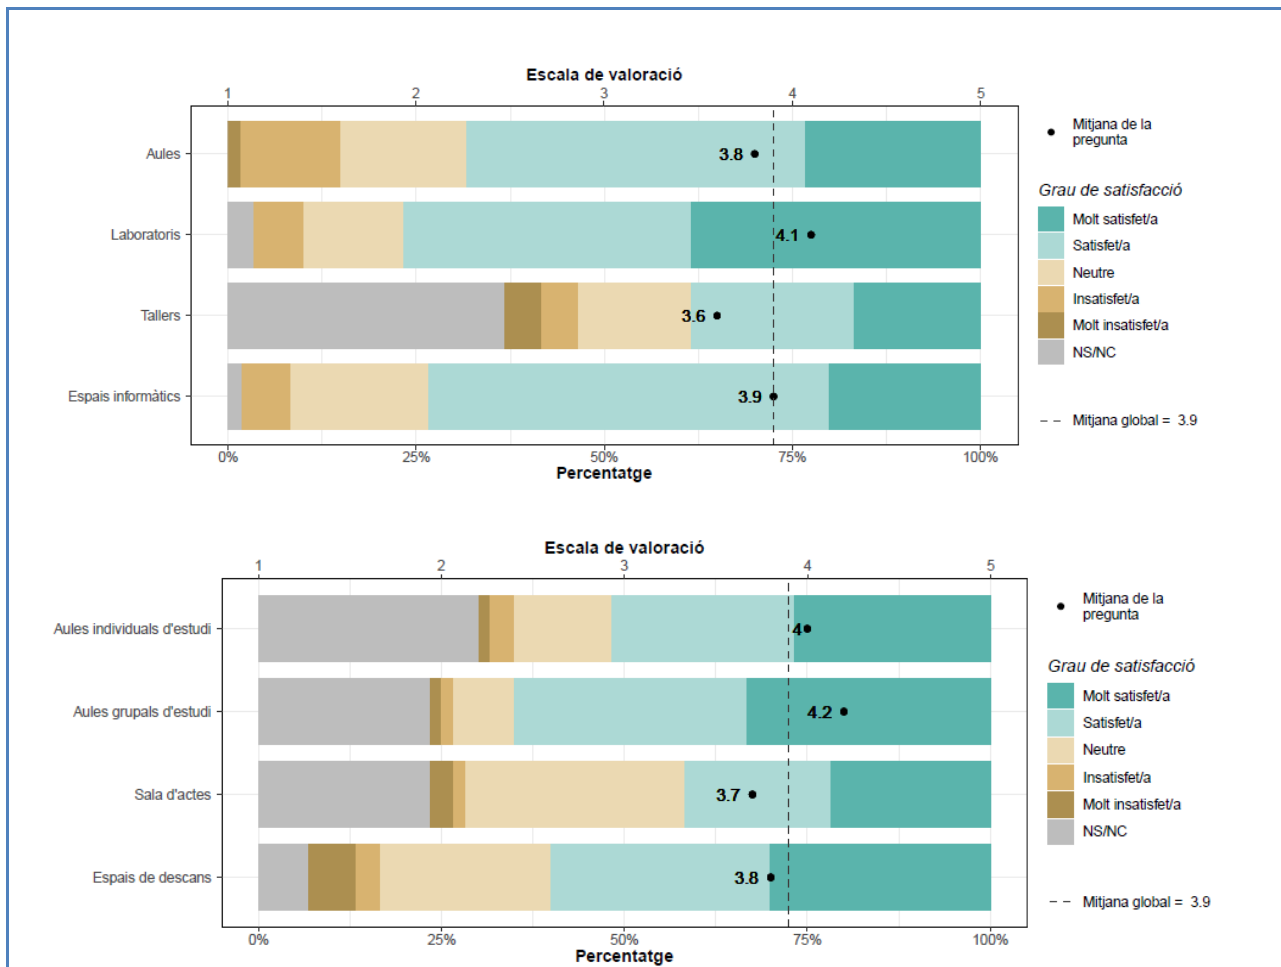 Escala de valoració
1 2 3 4 5
Aules
3.8
Laboratoris
4.1
Tallers
3.6
Espais informàtics
3.9
0% 25% 50% 75% 100%
Percentatge
Mitjana de la
pregunta
Grau de satisfacció
Molt satisfet/a
Satisfet/a
Neutre
Insatisfet/a
Molt insatisfet/a
NS/NC
Mitjana global = 3.9
Escala de valoració
1 2 3 4 5
Aules individuals d'estudi
4
Aules grupals d'estudi
4.2
Sala d'actes
3.7
Espais de descans
3.8
0% 25% 50% 75% 100%
Percentatge
Mitjana de la
pregunta
Grau de satisfacció
Molt satisfet/a
Satisfet/a
Neutre
Insatisfet/a
Molt insatisfet/a
NS/NC
Mitjana global = 3.9